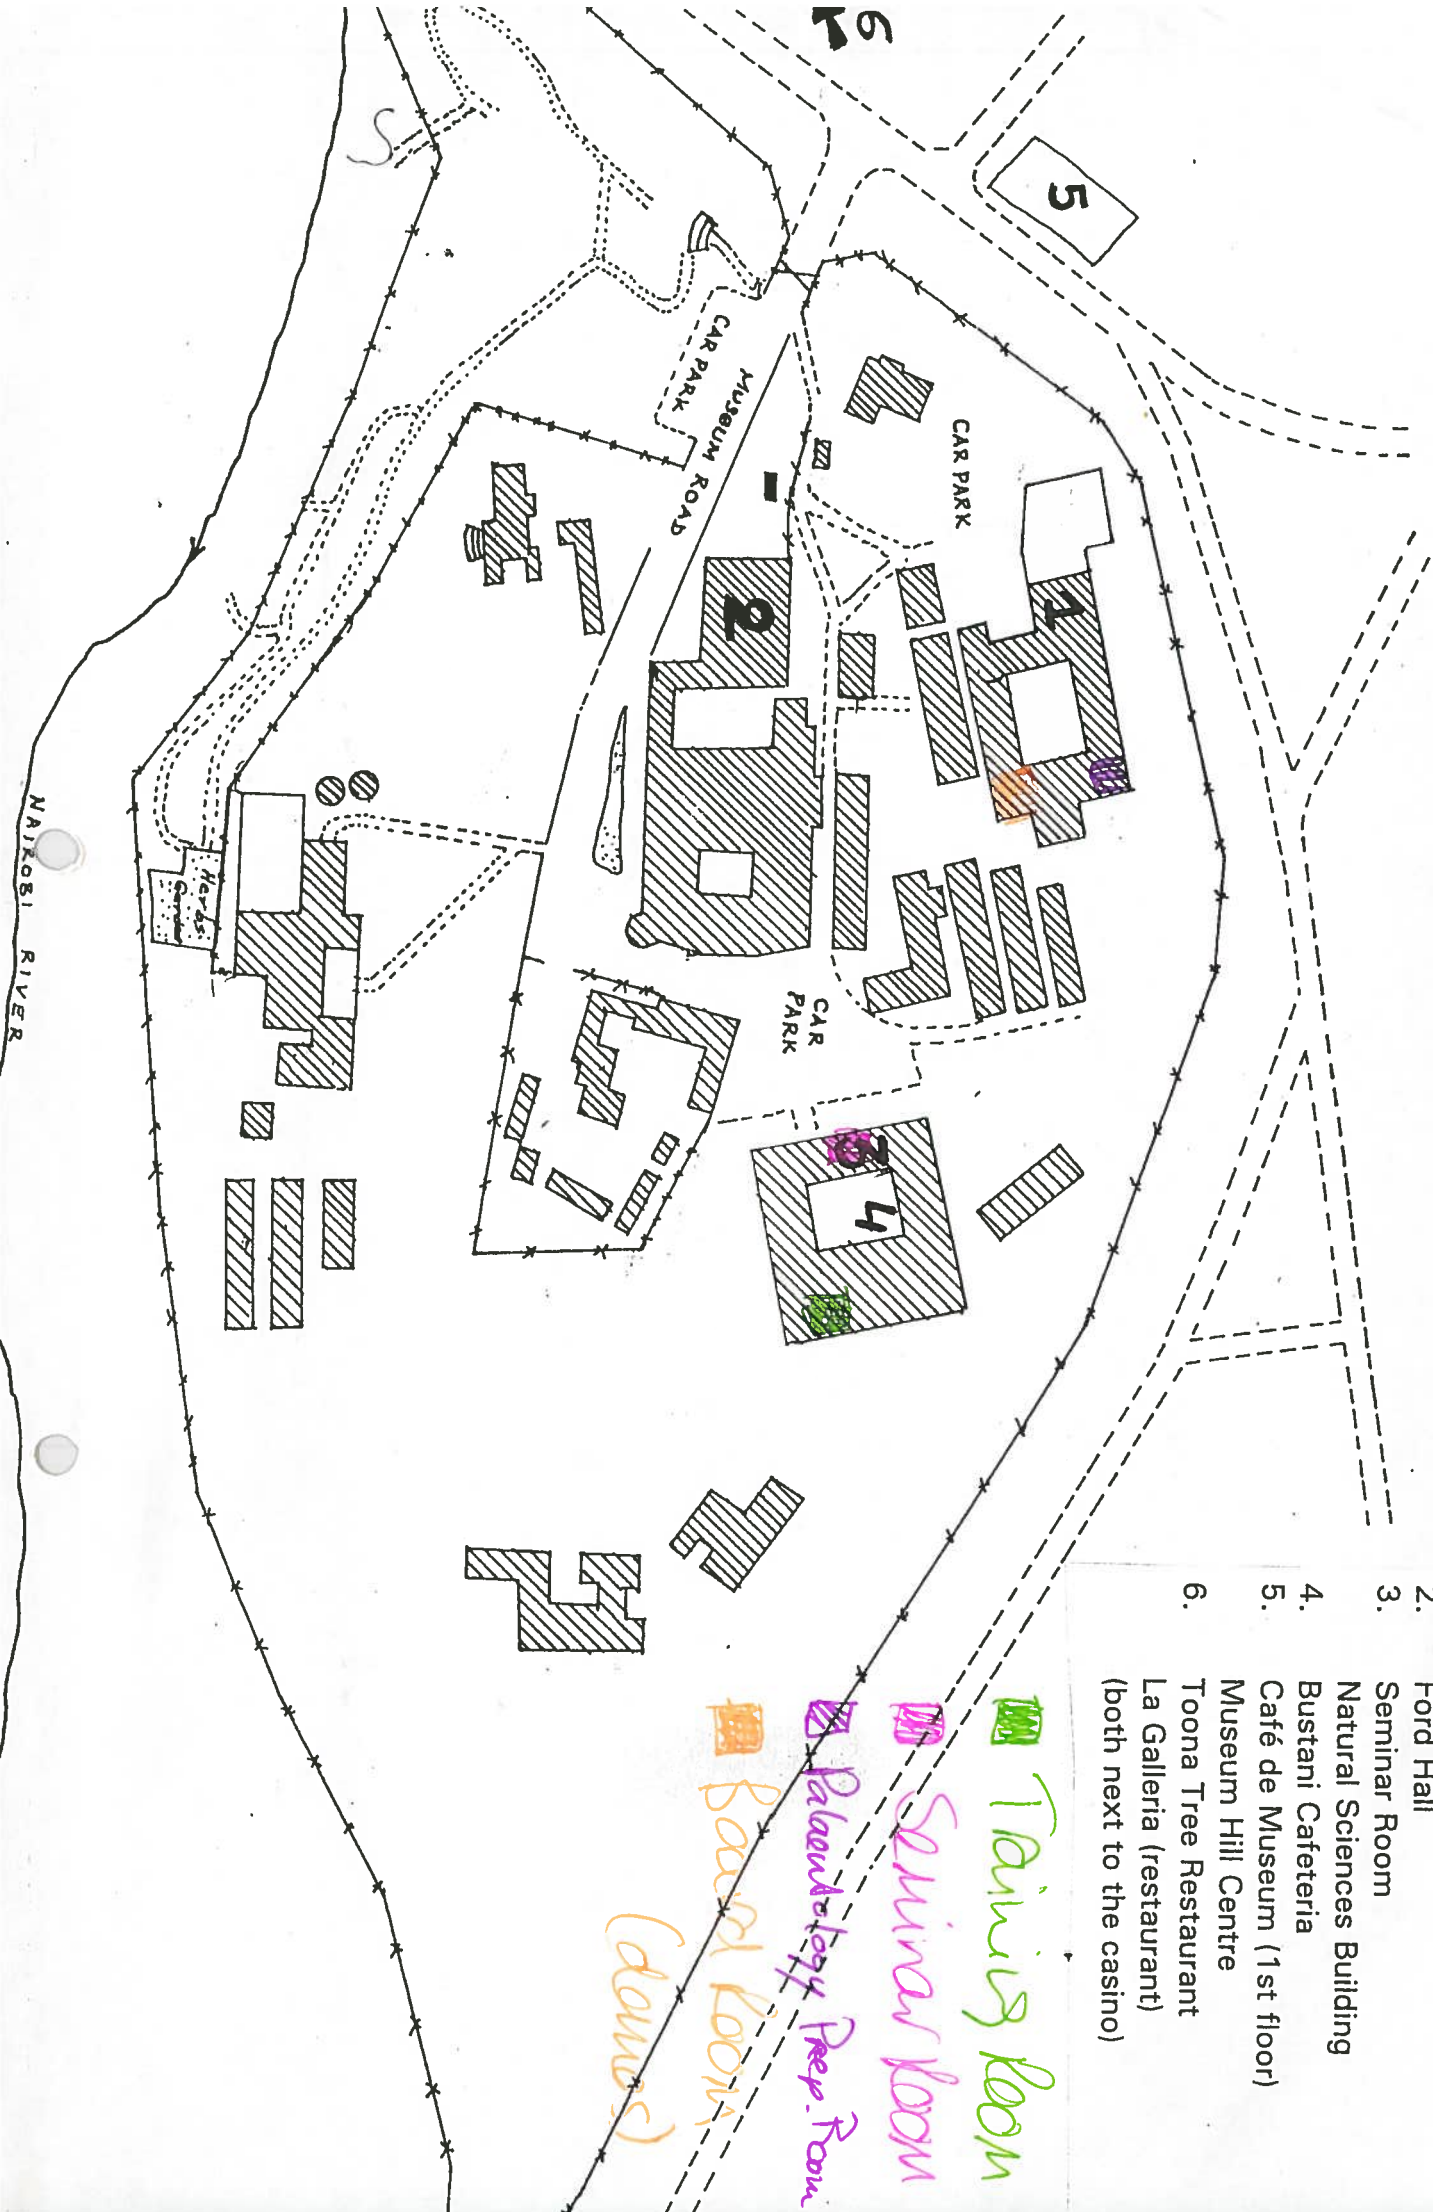 6
5
CAR PARK
MUSEUM ROAD
CAR PARK
1
2
CAR
PARK
3
4
Herbs
Garden
NAIROBI RIVER
2. Ford Hall
3. Seminar Room
Natural Sciences Building
4. Bustani Cafeteria
5. Café de Museum (1st floor)
Museum Hill Centre
6. Toona Tree Restaurant
La Galleria (restaurant)
(both next to the casino)
Training Room
Seminar Room
Palaeontology Prep. Room
Board Room
(domes)